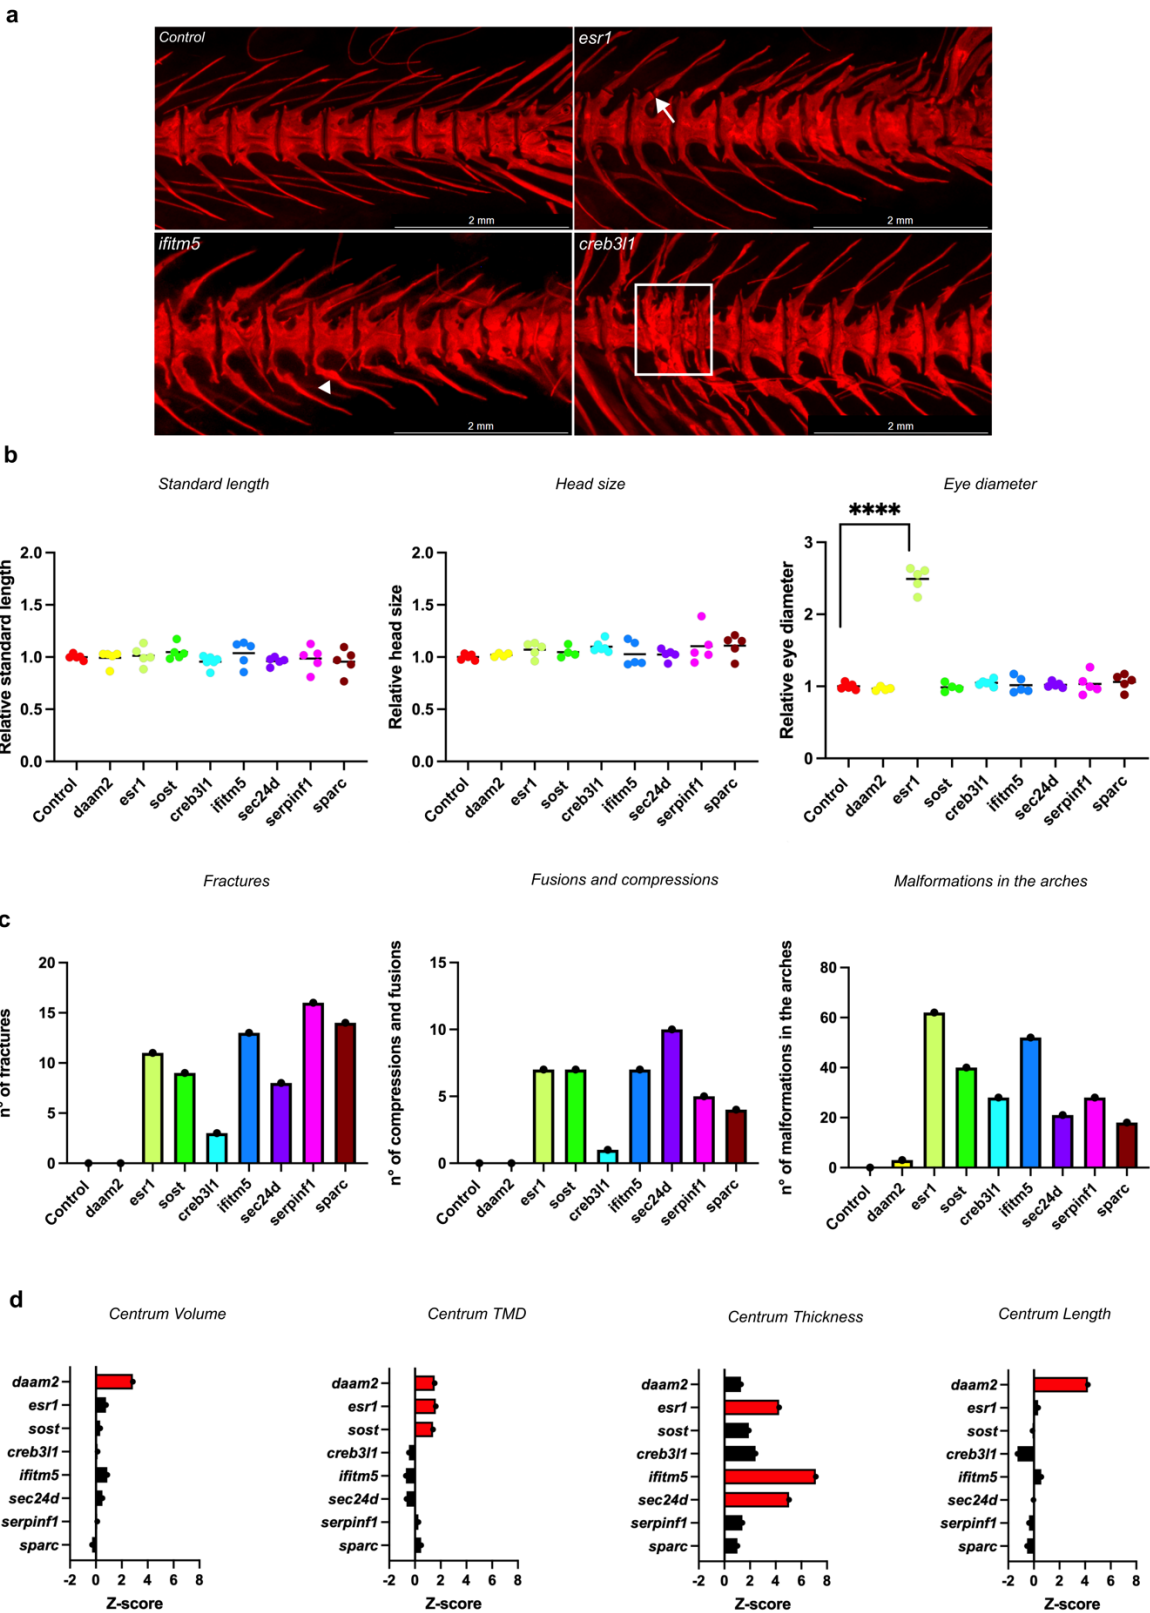 a
Control
esr1
2 mm
2 mm
ifitm5
creb3l1
2 mm
2 mm
b
Standard length
Head size
Eye diameter
****
Relative standard length
2.0
1.5
1.0
0.5
0.0
Control
daam2
esr1
sost
creb3l1
ifitm5
sec24d
serpinf1
sparc
Relative head size
2.0
1.5
1.0
0.5
0.0
Control
daam2
esr1
sost
creb3l1
ifitm5
sec24d
serpinf1
sparc
Relative eye diameter
3
2
1
0
Control
daam2
esr1
sost
creb3l1
ifitm5
sec24d
serpinf1
sparc
c
Fractures
Fusions and compressions
Malformations in the arches
n° of fractures
20
15
10
5
0
Control
daam2
esr1
sost
creb3l1
ifitm5
sec24d
serpinf1
sparc
n° of compressions and fusions
15
10
5
0
Control
daam2
esr1
sost
creb3l1
ifitm5
sec24d
serpinf1
sparc
n° of malformations in the arches
80
60
40
20
0
Control
daam2
esr1
sost
creb3l1
ifitm5
sec24d
serpinf1
sparc
d
Centrum Volume
daam2
esr1
sost
creb3l1
ifitm5
sec24d
serpinf1
sparc
-2 0 2 4 6 8
Z-score
Centrum TMD
daam2
esr1
sost
creb3l1
ifitm5
sec24d
serpinf1
sparc
-2 0 2 4 6 8
Z-score
Centrum Thickness
daam2
esr1
sost
creb3l1
ifitm5
sec24d
serpinf1
sparc
-2 0 2 4 6 8
Z-score
Centrum Length
daam2
esr1
sost
creb3l1
ifitm5
sec24d
serpinf1
sparc
-2 0 2 4 6 8
Z-score